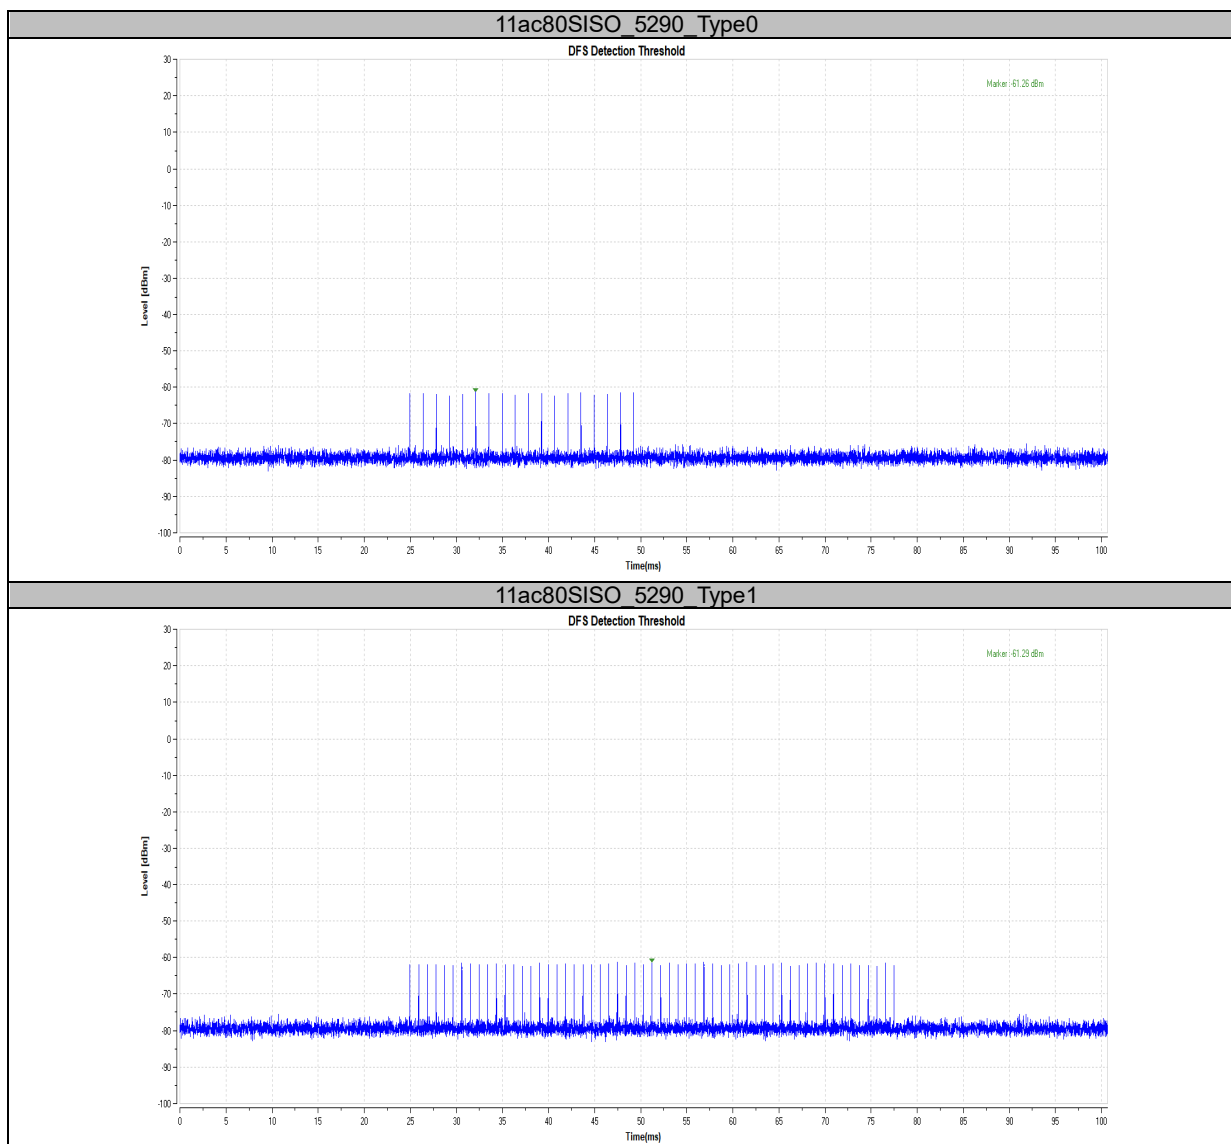 11ac80SISO_5290_Type0
DFS Detection Threshold
Marker :-61.26 dBm
30
20
10
0
-10
-20
-30
-40
-50
-60
-70
-80
-90
-100
Level [dBm]
0 5 10 15 20 25 30 35 40 45 50 55 60 65 70 75 80 85 90 95 100
Time(ms)
11ac80SISO_5290_Type1
DFS Detection Threshold
Marker :-61.29 dBm
30
20
10
0
-10
-20
-30
-40
-50
-60
-70
-80
-90
-100
Level [dBm]
0 5 10 15 20 25 30 35 40 45 50 55 60 65 70 75 80 85 90 95 100
Time(ms)